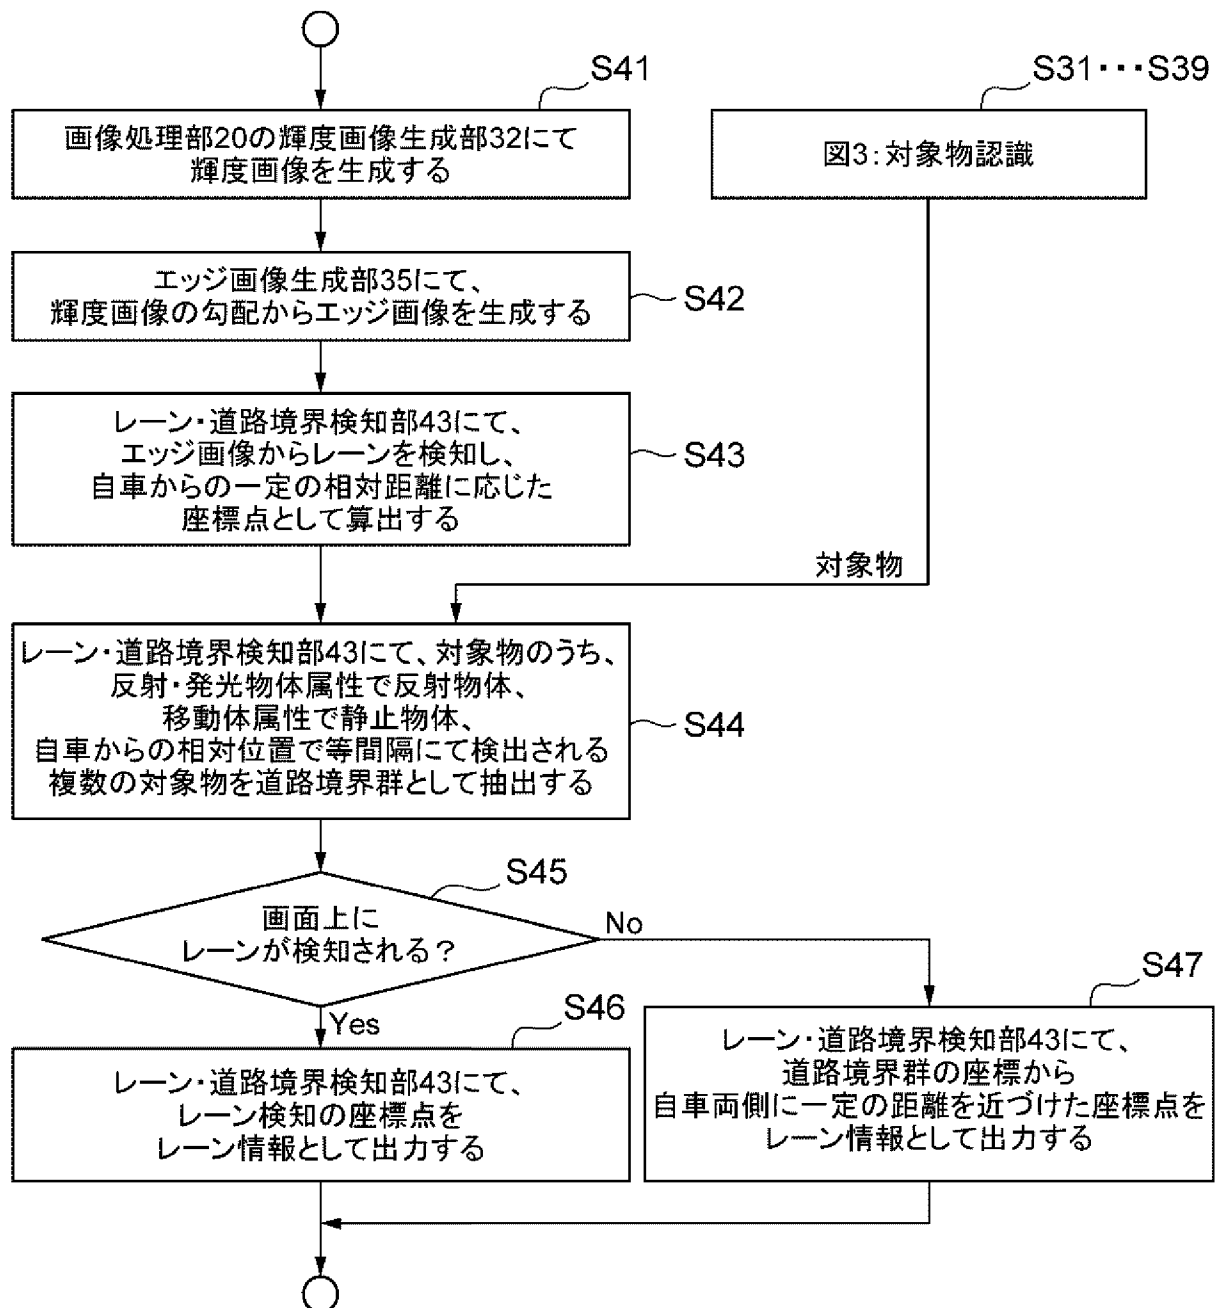 S41
画像処理部20の輝度画像生成部32にて
輝度画像を生成する
S31・・・S39
図3:対象物認識
エッジ画像生成部35にて、
輝度画像の勾配からエッジ画像を生成する
S42
レーン・道路境界検知部43にて、
エッジ画像からレーンを検知し、
自車からの一定の相対距離に応じた
座標点として算出する
S43
対象物
レーン・道路境界検知部43にて、対象物のうち、
反射・発光物体属性で反射物体、
移動体属性で静止物体、
自車からの相対位置で等間隔にて検出される
複数の対象物を道路境界群として抽出する
S44
S45
画面上に
レーンが検知される？
No
Yes
S46
レーン・道路境界検知部43にて、
レーン検知の座標点を
レーン情報として出力する
S47
レーン・道路境界検知部43にて、
道路境界群の座標から
自車両側に一定の距離を近づけた座標点を
レーン情報として出力する